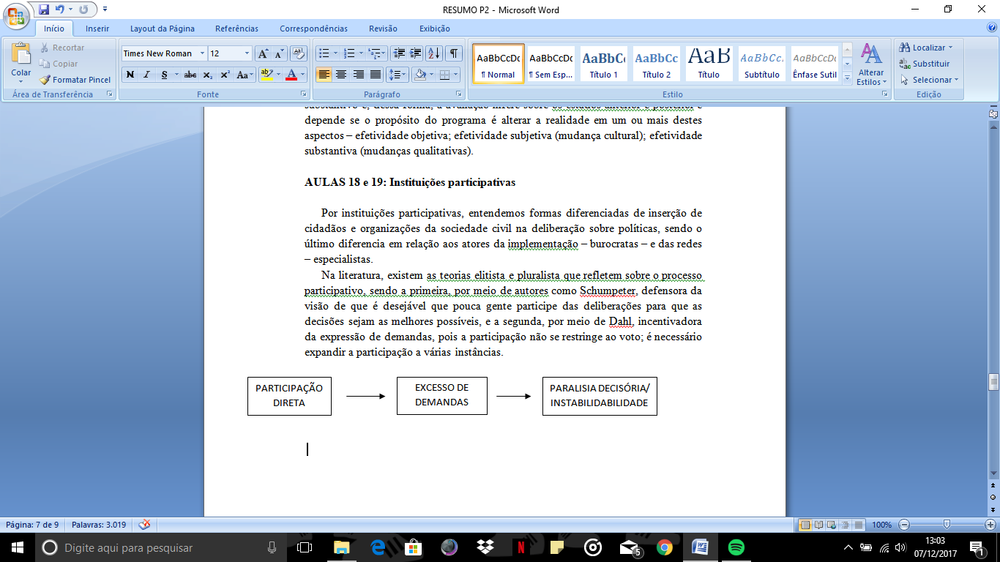 RESUMO P2 - Microsoft Word
Início Inserir Layout da Página Referências Correspondências Revisão Exibição
Colar
Recortar
Copiar
Formatar Pincel
Área de Transferência
Times New Roman 12
N I S abc X₂ X² Aa ab A
Fonte
Parágrafo
AaBbCcDc AaBbCcDc AaBbCc AaBbCc AaB AaBbCc. AaBbCcDc
¶ Normal ¶ Sem Esp... Título 1 Título 2 Título Subtítulo Ênfase Sutil
Alterar
Estilos
Estilo
Localizar
Substituir
Selecionar
Edição
depende se o propósito do programa é alterar a realidade em um ou mais destes
aspectos – efetividade objetiva; efetividade subjetiva (mudança cultural); efetividade
substantiva (mudanças qualitativas).
AULAS 18 e 19: Instituições participativas
Por instituições participativas, entendemos formas diferenciadas de inserção de
cidadãos e organizações da sociedade civil na deliberação sobre políticas, sendo o
último diferencia em relação aos atores da implementação – burocratas – e das redes
– especialistas.
Na literatura, existem as teorias elitista e pluralista que refletem sobre o processo
participativo, sendo a primeira, por meio de autores como Schumpeter, defensora da
visão de que é desejável que pouca gente participe das deliberações para que as
decisões sejam as melhores possíveis, e a segunda, por meio de Dahl, incentivadora
da expressão de demandas, pois a participação não se restringe ao voto; é necessário
expandir a participação a várias instâncias.
PARTICIPAÇÃO
DIRETA
EXCESSO DE
DEMANDAS
PARALISIA DECISÓRIA/
INSTABILIDABILIDADE
Página: 7 de 9 Palavras: 3.019 100%
Digite aqui para pesquisar
5
13:03
07/12/2017
1